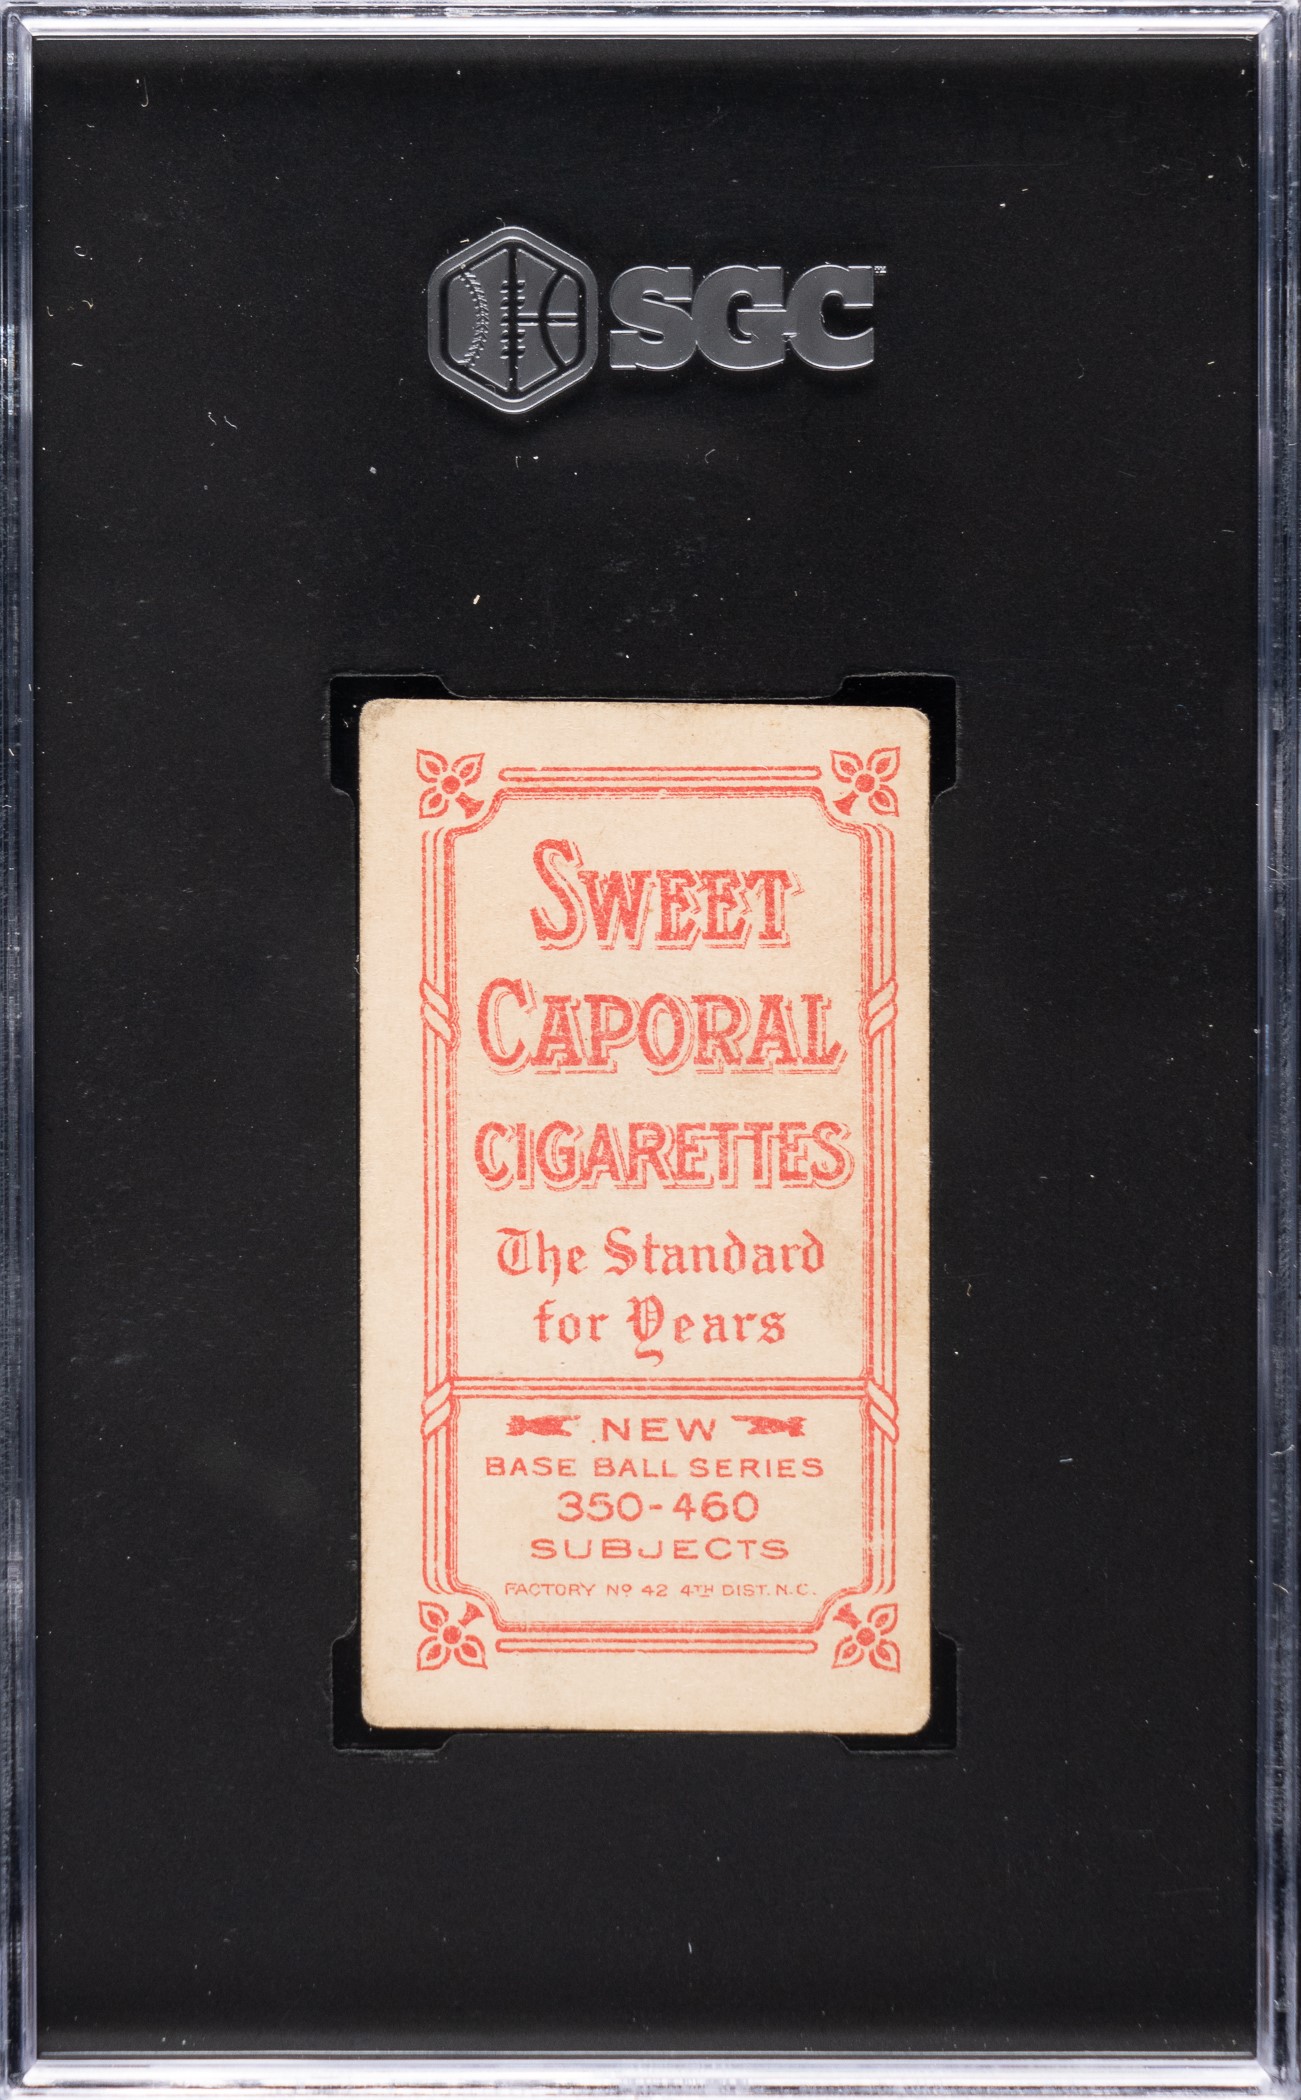 SGC™
SWEET
CAPORAL
CIGARETTES
The Standard
for Years
NEW
BASE BALL SERIES
350-460
SUBJECTS
FACTORY Nº 42 4TH DIST. N.C.